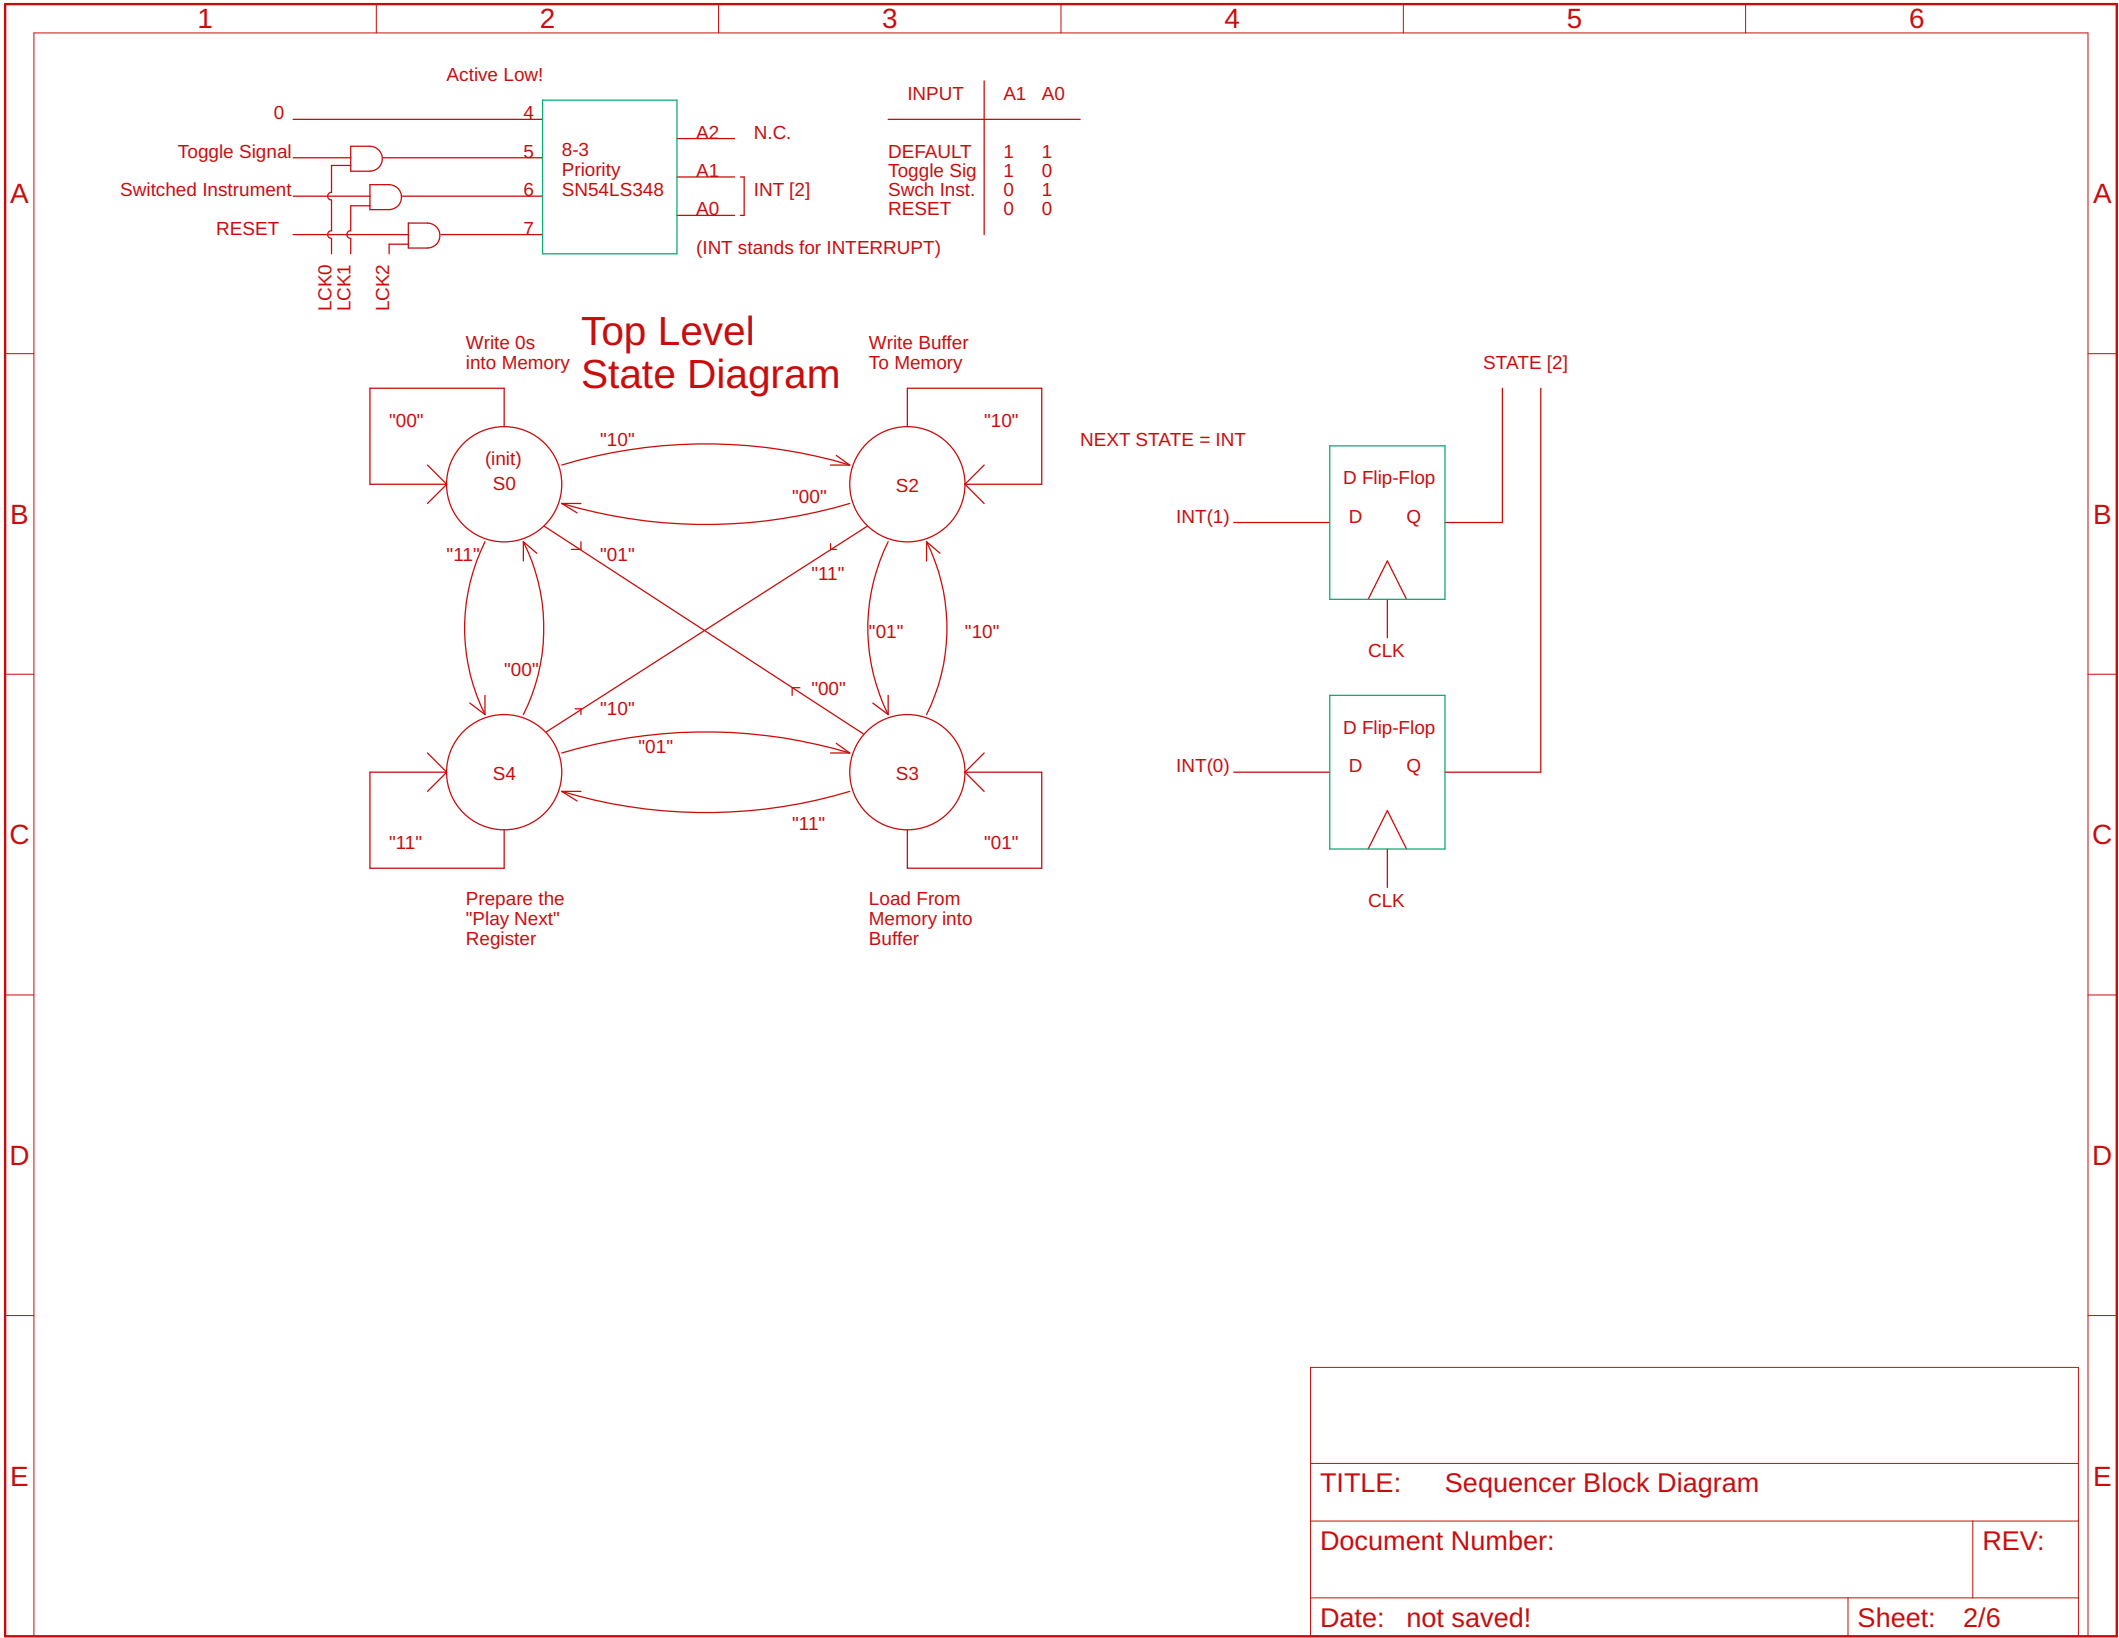 1 2 3 4 5 6
A A
B B
C C
D D
E E
Active Low!
0 4
Toggle Signal 5
Switched Instrument 6
RESET 7
LCK0
LCK1
LCK2
8-3
Priority
SN54LS348
A2 N.C.
A1
INT [2]
A0
(INT stands for INTERRUPT)
INPUT A1 A0
DEFAULT 1 1
Toggle Sig 1 0
Swch Inst. 0 1
RESET 0 0
Top Level
State Diagram
Write 0s
into Memory
Write Buffer
To Memory
"00"
(init)
S0
"10"
"00"
S2
"10"
"11"
"01"
"11"
"01"
"10"
"00"
"00"
"10"
"01"
S4
S3
"11"
"11"
"01"
Prepare the
"Play Next"
Register
Load From
Memory into
Buffer
NEXT STATE = INT
STATE [2]
D Flip-Flop
INT(1) D Q
CLK
D Flip-Flop
INT(0) D Q
CLK
TITLE: Sequencer Block Diagram
Document Number:
REV:
Date: not saved!
Sheet: 2/6